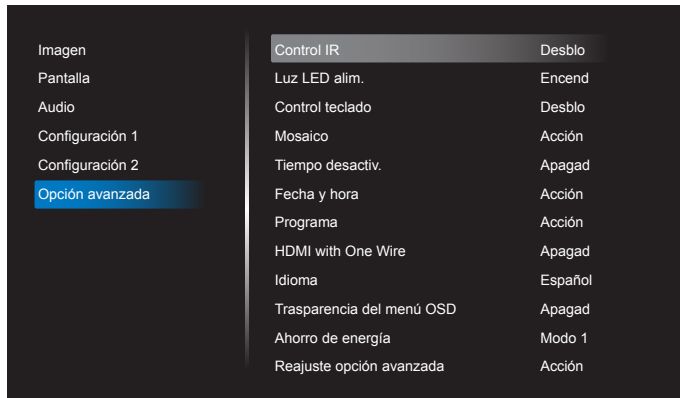 Imagen
Pantalla
Audio
Configuración 1
Configuración 2
Opción avanzada
Control IR Desblo
Luz LED alim. Encend
Control teclado Desblo
Mosaico Acción
Tiempo desactiv. Apagad
Fecha y hora Acción
Programa Acción
HDMI with One Wire Apagad
Idioma Español
Trasparencia del menú OSD Apagad
Ahorro de energía Modo 1
Reajuste opción avanzada Acción